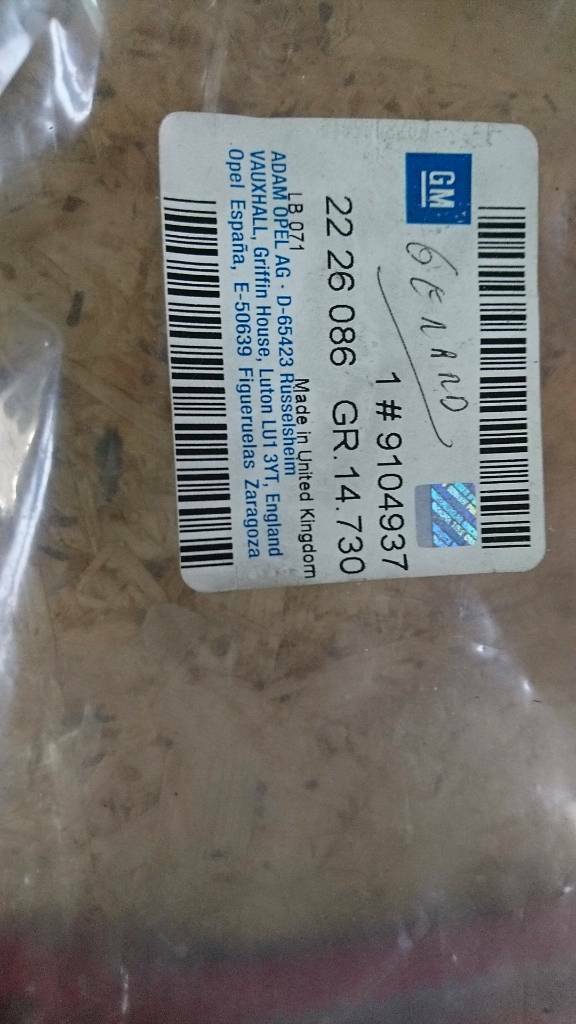 GM
GERARD
1 # 9104937
22 26 086 GR.14.730
LB 071
Made in United Kingdom
ADAM OPEL AG · D-65423 Rüsselsheim
VAUXHALL, Griffin House, Luton LU1 3YT, England
Opel España, E-50639 Figueruelas Zaragoza